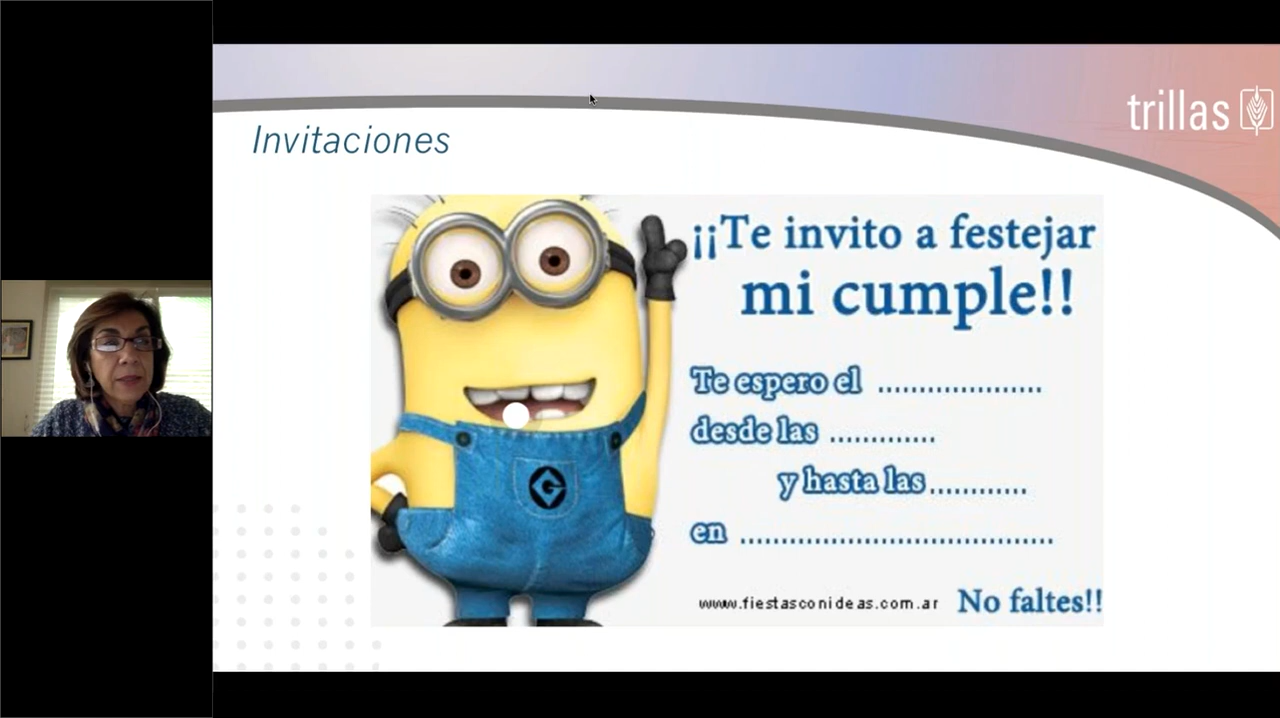 trillas
Invitaciones
¡¡Te invito a festejar
mi cumple!!
Te espero el ....................
desde las .............
y hasta las............
en ......................................
www.fiestasconideas.com.ar
No faltes!!